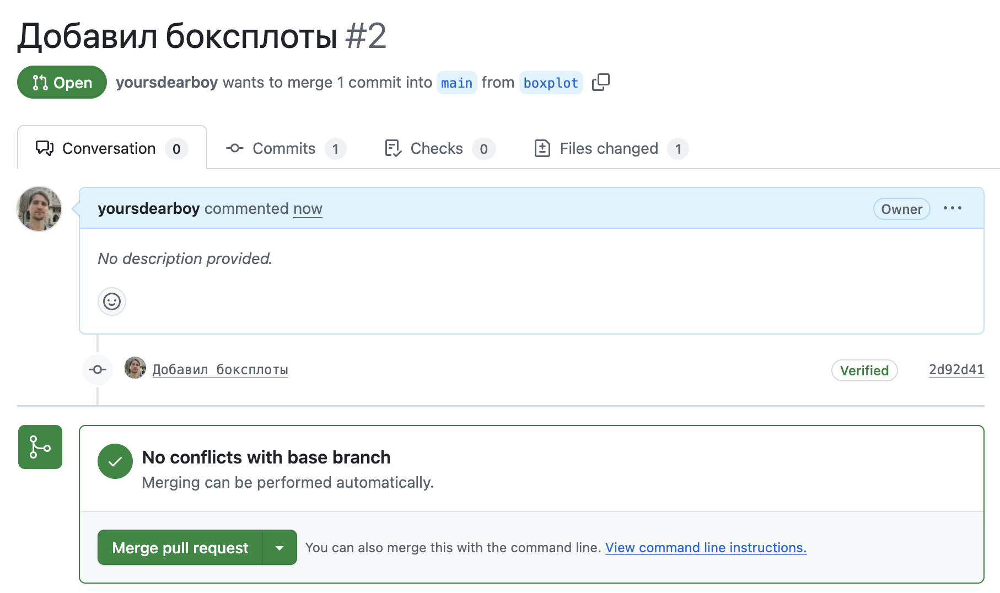 Добавил боксплоты #2
Open yoursdearboy wants to merge 1 commit into main from boxplot
Conversation 0 Commits 1 Checks 0 Files changed 1
yoursdearboy commented now Owner
No description provided.
Добавил боксплоты Verified 2d92d41
No conflicts with base branch
Merging can be performed automatically.
Merge pull request You can also merge this with the command line. View command line instructions.